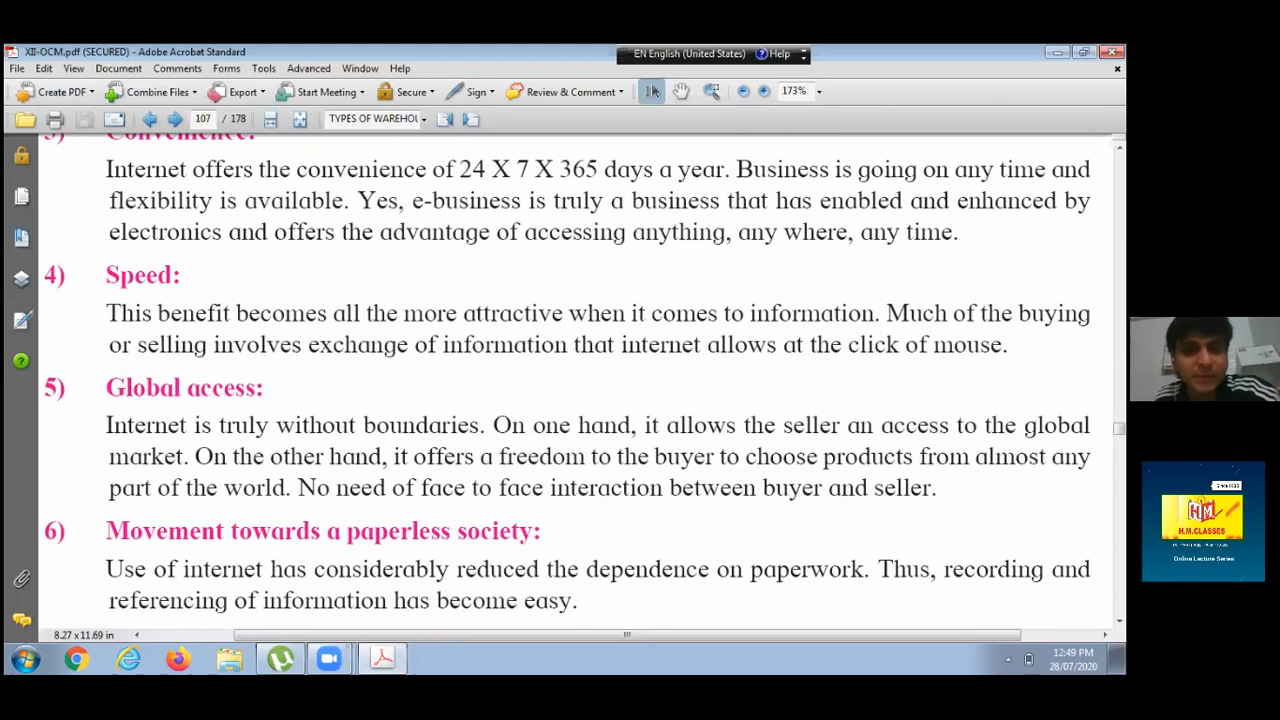 XII-OCM.pdf (SECURED) - Adobe Acrobat Standard
EN English (United States) ? Help
File Edit View Document Comments Forms Tools Advanced Window Help
Create PDF Combine Files Export Start Meeting Secure Sign Review & Comment 173%
107 / 178 TYPES OF WAREHOU
3) Convenience:
Internet offers the convenience of 24 X 7 X 365 days a year. Business is going on any time and
flexibility is available. Yes, e-business is truly a business that has enabled and enhanced by
electronics and offers the advantage of accessing anything, any where, any time.
4) Speed:
This benefit becomes all the more attractive when it comes to information. Much of the buying
or selling involves exchange of information that internet allows at the click of mouse.
5) Global access:
Internet is truly without boundaries. On one hand, it allows the seller an access to the global
market. On the other hand, it offers a freedom to the buyer to choose products from almost any
part of the world. No need of face to face interaction between buyer and seller.
6) Movement towards a paperless society:
Use of internet has considerably reduced the dependence on paperwork. Thus, recording and
referencing of information has become easy.
8.27 x 11.69 in
12:49 PM
28/07/2020
HM
H.M.CLASSES
Online Lecture Series